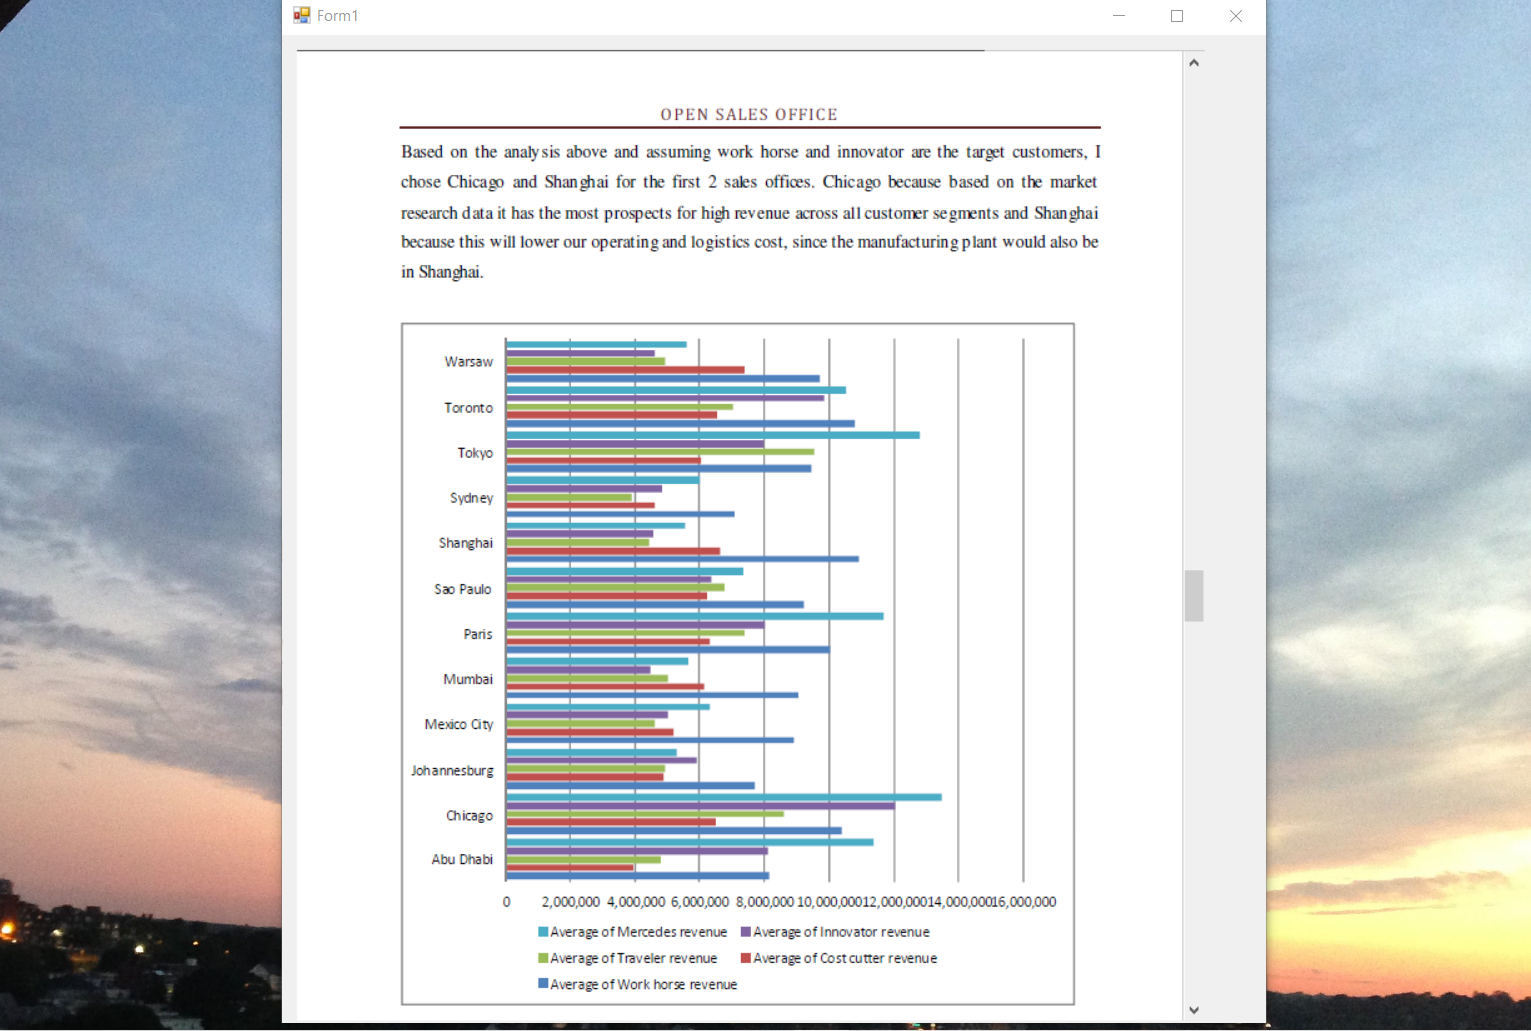 Form1
OPEN SALES OFFICE
Based on the analysis above and assuming work horse and innovator are the target customers, I
chose Chicago and Shanghai for the first 2 sales offices. Chicago because based on the market
research data it has the most prospects for high revenue across all customer segments and Shanghai
because this will lower our operating and logistics cost, since the manufacturing plant would also be
in Shanghai.
Warsaw
Toronto
Tokyo
Sydney
Shanghai
Sao Paulo
Paris
Mumbai
Mexico City
Johannesburg
Chicago
Abu Dhabi
0 2,000,000 4,000,000 6,000,000 8,000,000 10,000,000 12,000,000 14,000,000 16,000,000
Average of Mercedes revenue Average of Innovator revenue
Average of Traveler revenue Average of Cost cutter revenue
Average of Work horse revenue